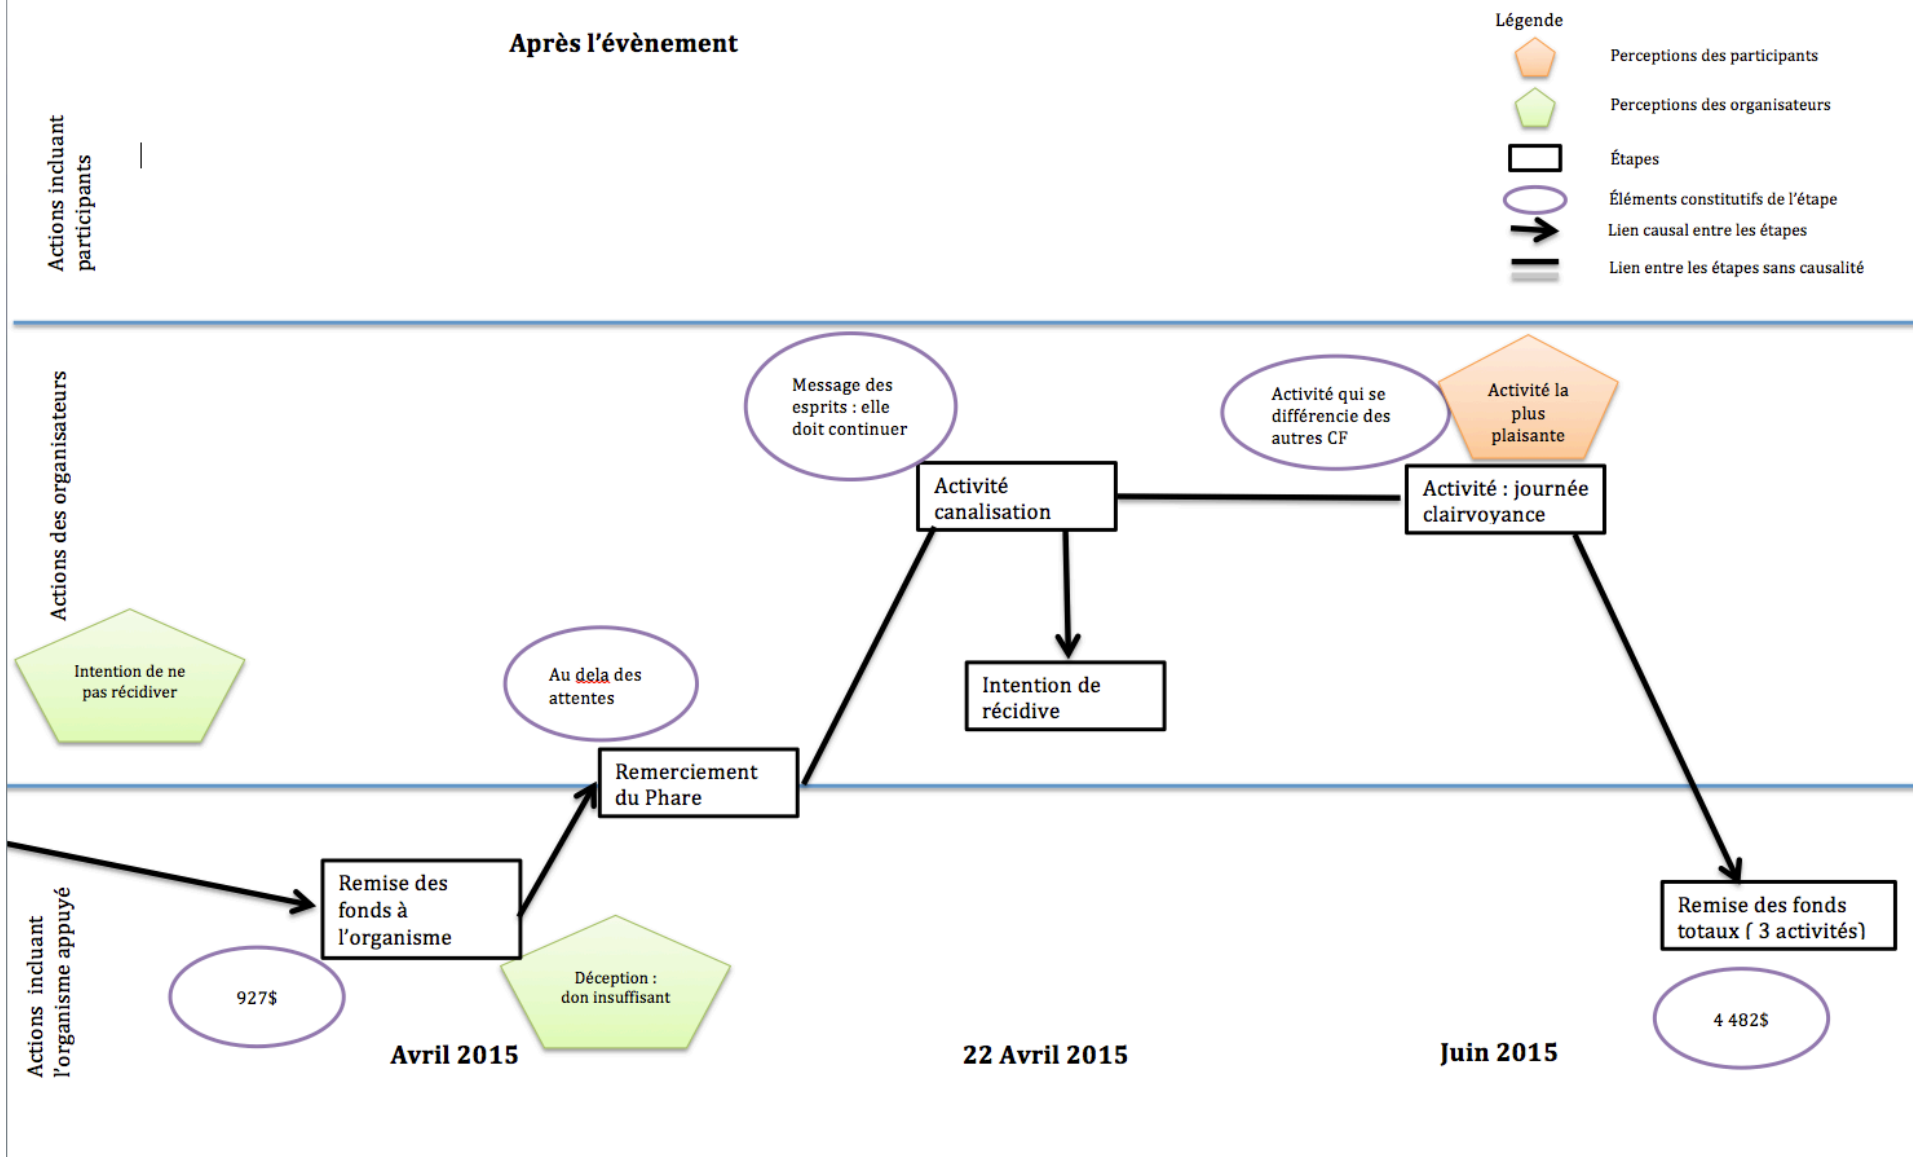 Après l'évènement
Légende
Perceptions des participants
Perceptions des organisateurs
Étapes
Éléments constitutifs de l'étape
Lien causal entre les étapes
Lien entre les étapes sans causalité
Actions incluant
participants
Actions des organisateurs
Message des
esprits : elle
doit continuer
Activité qui se
différencie des
autres CF
Activité la
plus
plaisante
Activité
canalisation
Activité : journée
clairvoyance
Intention de ne
pas récidiver
Au dela des
attentes
Intention de
récidive
Remerciement
du Phare
Actions incluant
l'organisme appuyé
Remise des
fonds à
l'organisme
Remise des fonds
totaux ( 3 activités)
927$
Déception :
don insuffisant
4 482$
Avril 2015
22 Avril 2015
Juin 2015